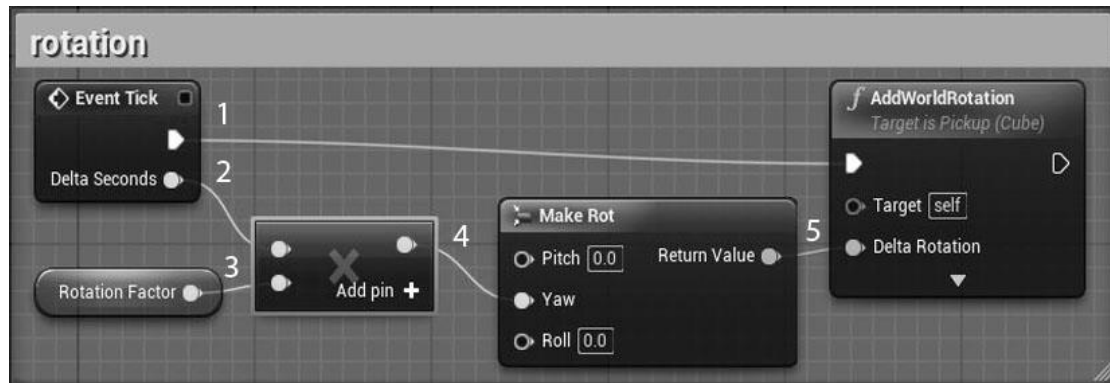 rotation
Event Tick
1
Delta Seconds
2
Rotation Factor
3
Add pin +
4
Make Rot
Pitch 0.0
Return Value
Yaw
Roll 0.0
5
f AddWorldRotation
Target is Pickup (Cube)
Target self
Delta Rotation